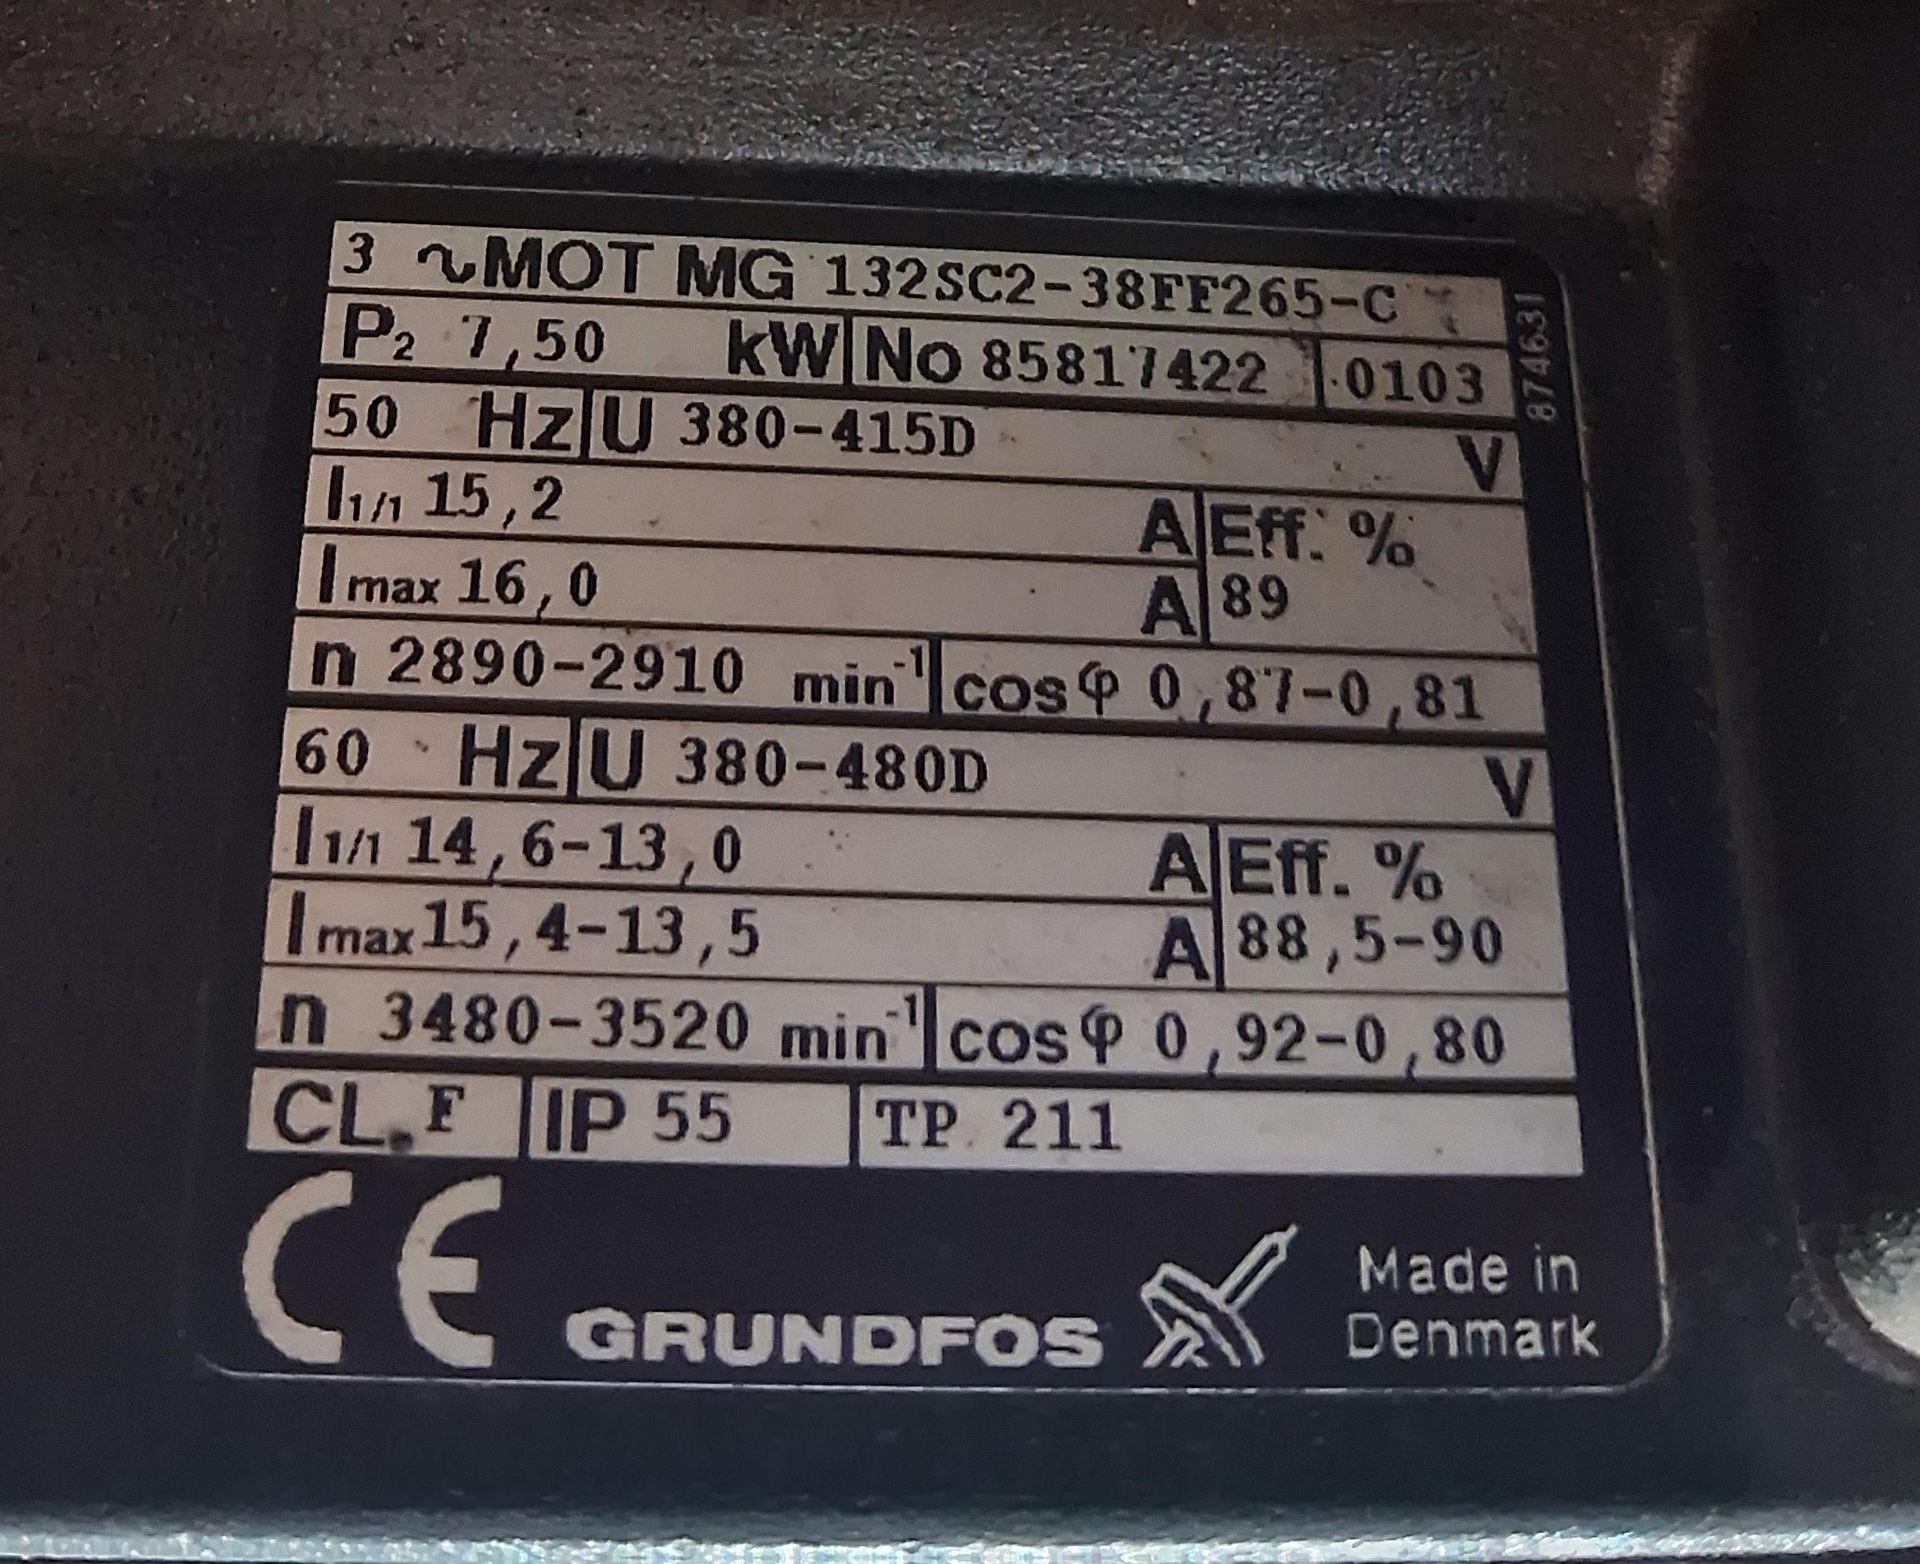 3 ~MOT MG 132SC2-38FF265-C
P2 7,50 kW No 85817422 0103
874631
50 Hz U 380-415D V
I1/1 15,2 A Eff. %
Imax 16,0 A 89
n 2890-2910 min-1 cosφ 0,87-0,81
60 Hz U 380-480D V
I1/1 14,6-13,0 A Eff. %
Imax 15,4-13,5 A 88,5-90
n 3480-3520 min-1 cosφ 0,92-0,80
CL. F IP 55 TP 211
CE GRUNDFOS Made in
Denmark